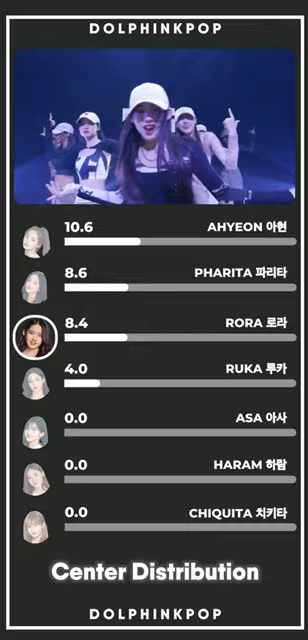 DOLPHINKPOP
10.6 AHYEON 아현
8.6 PHARITA 파리타
8.4 RORA 로라
4.0 RUKA 루카
0.0 ASA 아사
0.0 HARAM 하람
0.0 CHIQUITA 치키타
Center Distribution
DOLPHINKPOP